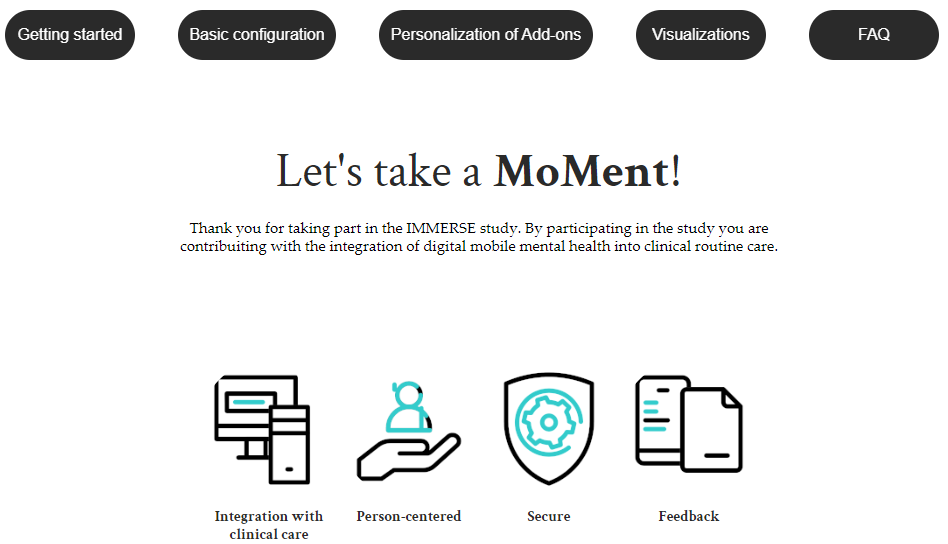 Getting started
Basic configuration
Personalization of Add-ons
Visualizations
FAQ
Let's take a MoMent!
Thank you for taking part in the IMMERSE study. By participating in the study you are
contribuiting with the integration of digital mobile mental health into clinical routine care.
Integration with
clinical care
Person-centered
Secure
Feedback